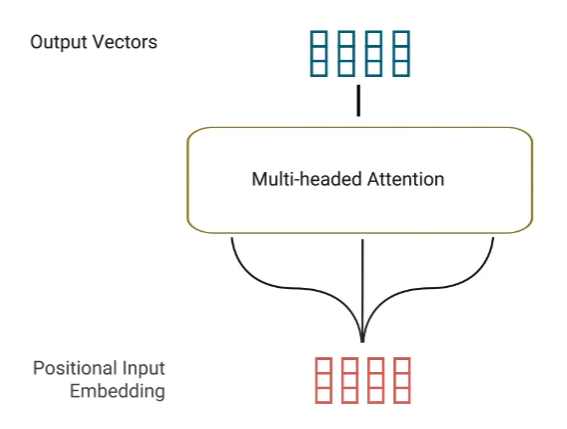 Output Vectors
Multi-headed Attention
Positional Input
Embedding